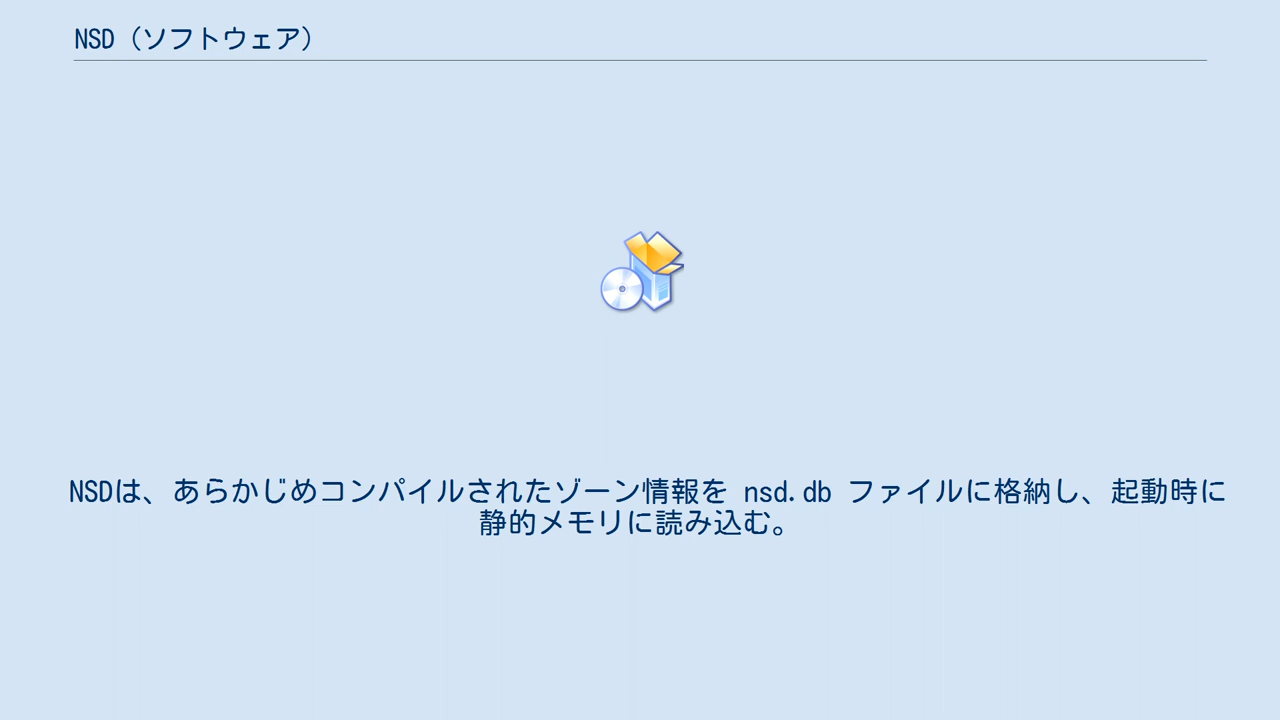 NSD（ソフトウェア）
NSDは、あらかじめコンパイルされたゾーン情報を nsd.db ファイルに格納し、起動時に
静的メモリに読み込む。